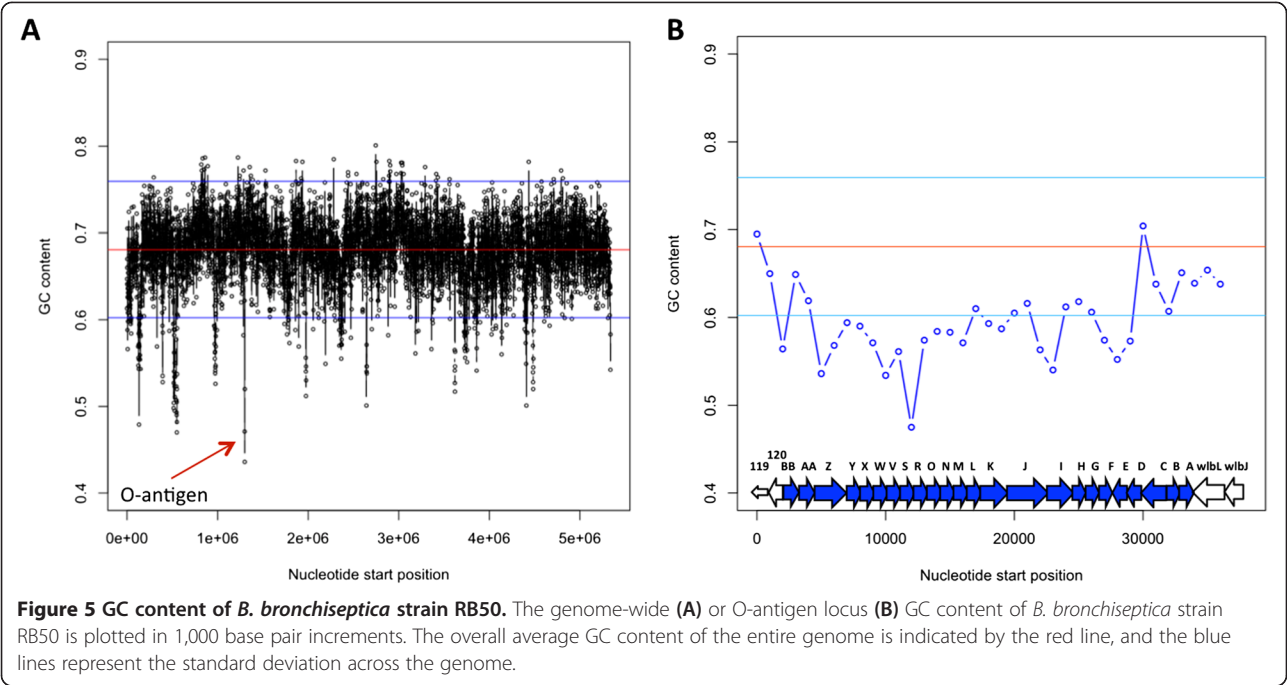 A
B
0.9
0.8
0.7
0.6
0.5
0.4
GC content
O-antigen
0e+00 1e+06 2e+06 3e+06 4e+06 5e+06
Nucleotide start position
0.9
0.8
0.7
0.6
0.5
0.4
GC content
119 120 BB AA Z Y X W V S R O N M L K J I H G F E D C B A wlbL wlbJ
0 10000 20000 30000
Nucleotide start position
Figure 5 GC content of B. bronchiseptica strain RB50. The genome-wide (A) or O-antigen locus (B) GC content of B. bronchiseptica strain
RB50 is plotted in 1,000 base pair increments. The overall average GC content of the entire genome is indicated by the red line, and the blue
lines represent the standard deviation across the genome.